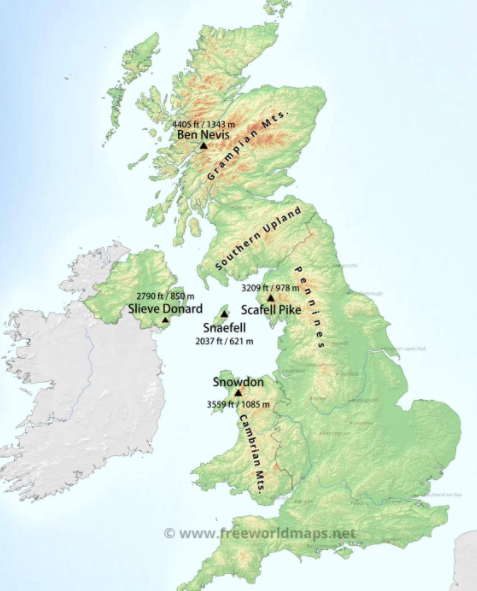 4405 ft / 1343 m
Ben Nevis
Grampian Mts.
Southern Upland
Pennines
3209 ft / 978 m
Scafell Pike
2790 ft / 850 m
Slieve Donard
Snaefell
2037 ft / 621 m
Snowdon
3559 ft / 1085 m
Cambrian Mts.
© www.freeworldmaps.net